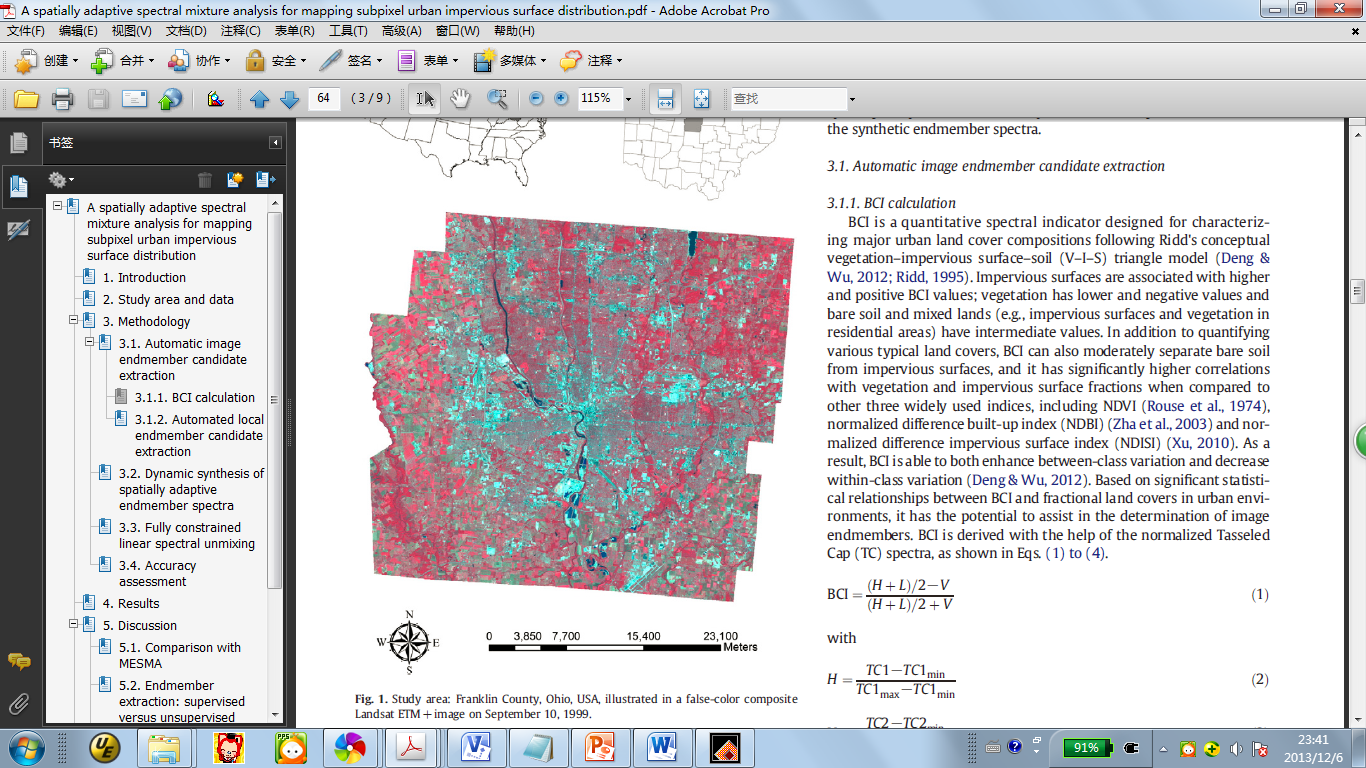 A spatially adaptive spectral mixture analysis for mapping subpixel urban impervious surface distribution.pdf - Adobe Acrobat Pro
文件(F) 编辑(E) 视图(V) 文档(D) 注释(C) 表单(R) 工具(T) 高级(A) 窗口(W) 帮助(H)
创建 合并 协作 安全 签名 表单 多媒体 注释
64 (3 / 9) 115% 查找
书签
A spatially adaptive spectral
mixture analysis for mapping
subpixel urban impervious
surface distribution
1. Introduction
2. Study area and data
3. Methodology
3.1. Automatic image
endmember candidate
extraction
3.1.1. BCI calculation
3.1.2. Automated local
endmember candidate
extraction
3.2. Dynamic synthesis of
spatially adaptive
endmember spectra
3.3. Fully constrained
linear spectral unmixing
3.4. Accuracy
assessment
4. Results
5. Discussion
5.1. Comparison with
MESMA
5.2. Endmember
extraction: supervised
versus unsupervised
N
W E
S
0 3,850 7,700 15,400 23,100
Meters
Fig. 1. Study area: Franklin County, Ohio, USA, illustrated in a false-color composite
Landsat ETM+image on September 10, 1999.
the synthetic endmember spectra.
3.1. Automatic image endmember candidate extraction
3.1.1. BCI calculation
BCI is a quantitative spectral indicator designed for characteriz-
ing major urban land cover compositions following Ridd's conceptual
vegetation–impervious surface–soil (V–I–S) triangle model (Deng &
Wu, 2012; Ridd, 1995). Impervious surfaces are associated with higher
and positive BCI values; vegetation has lower and negative values and
bare soil and mixed lands (e.g., impervious surfaces and vegetation in
residential areas) have intermediate values. In addition to quantifying
various typical land covers, BCI can also moderately separate bare soil
from impervious surfaces, and it has significantly higher correlations
with vegetation and impervious surface fractions when compared to
other three widely used indices, including NDVI (Rouse et al., 1974),
normalized difference built-up index (NDBI) (Zha et al., 2003) and nor-
malized difference impervious surface index (NDISI) (Xu, 2010). As a
result, BCI is able to both enhance between-class variation and decrease
within-class variation (Deng & Wu, 2012). Based on significant statisti-
cal relationships between BCI and fractional land covers in urban envi-
ronments, it has the potential to assist in the determination of image
endmembers. BCI is derived with the help of the normalized Tasseled
Cap (TC) spectra, as shown in Eqs. (1) to (4).
BCI = (H + L)/2−V / (H + L)/2 + V (1)
with
H = TC1−TC1min / TC1max−TC1min (2)
TC2−TC2
91%
23:41
2013/12/6